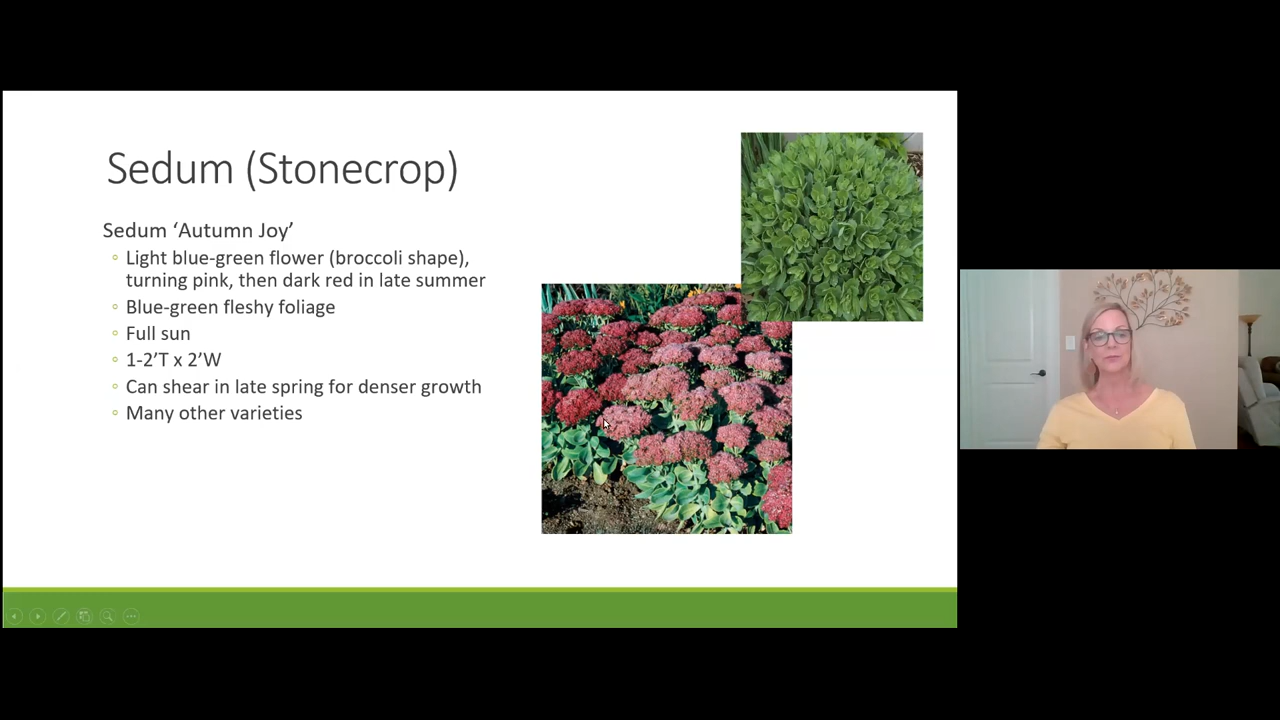 Sedum (Stonecrop)
Sedum ‘Autumn Joy’
◦ Light blue-green flower (broccoli shape),
turning pink, then dark red in late summer
◦ Blue-green fleshy foliage
◦ Full sun
◦ 1-2’T x 2’W
◦ Can shear in late spring for denser growth
◦ Many other varieties